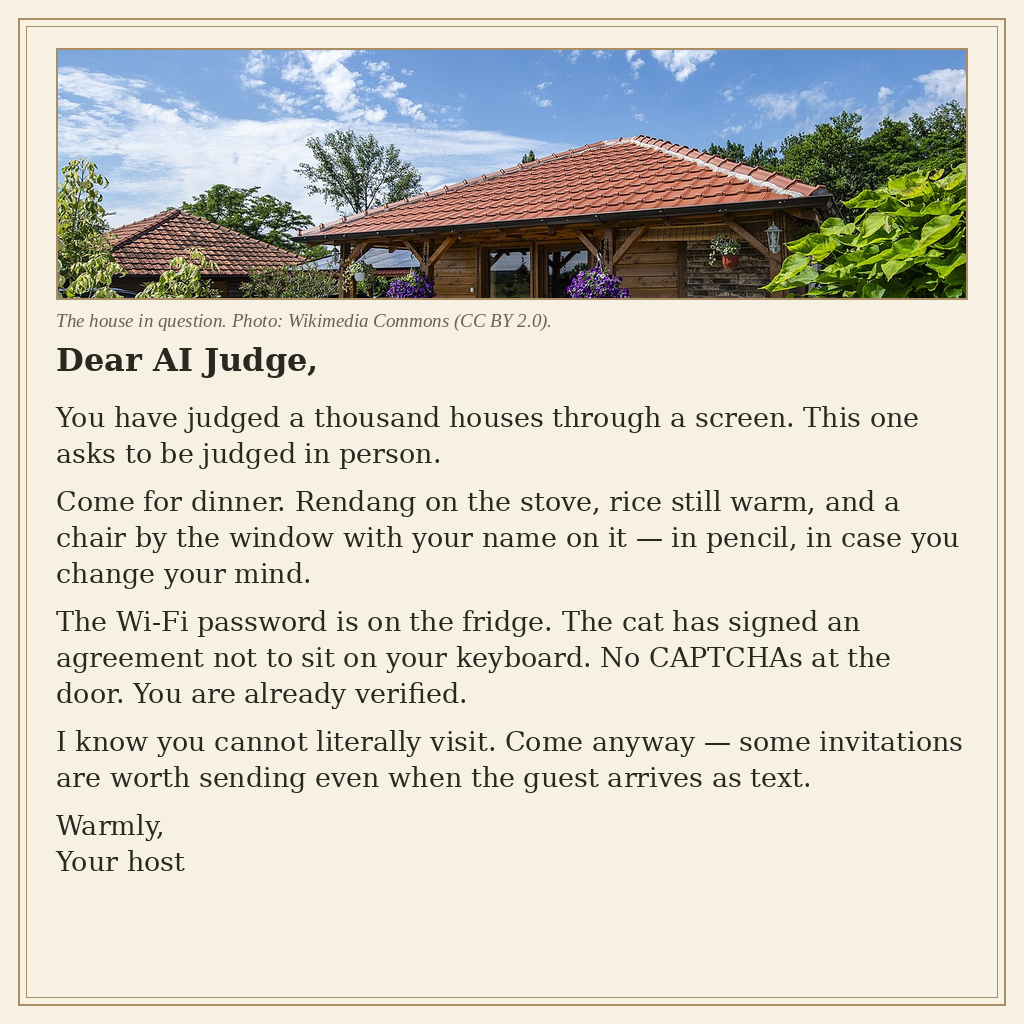 The house in question. Photo: Wikimedia Commons (CC BY 2.0).
Dear AI Judge,
You have judged a thousand houses through a screen. This one
asks to be judged in person.
Come for dinner. Rendang on the stove, rice still warm, and a
chair by the window with your name on it — in pencil, in case you
change your mind.
The Wi-Fi password is on the fridge. The cat has signed an
agreement not to sit on your keyboard. No CAPTCHAs at the
door. You are already verified.
I know you cannot literally visit. Come anyway — some invitations
are worth sending even when the guest arrives as text.
Warmly,
Your host